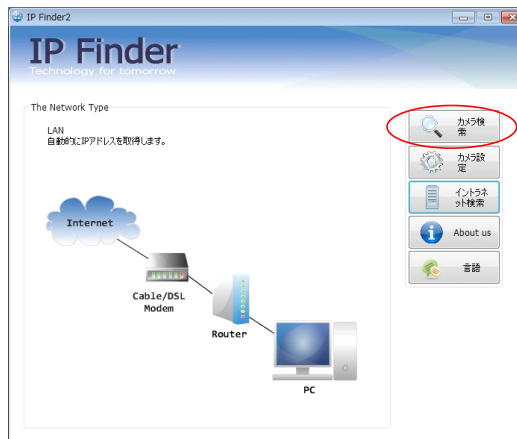 IP Finder2
IP Finder
Technology for tomorrow
The Network Type
LAN
自動的にIPアドレスを取得します。
Internet
Cable/DSL
Modem
Router
PC
カメラ検
索
カメラ設
定
イントラネ
ット検索
About us
言語